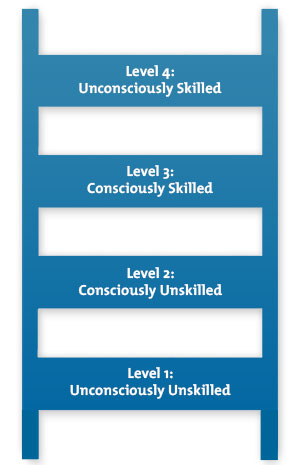 Level 4:
Unconsciously Skilled
Level 3:
Consciously Skilled
Level 2:
Consciously Unskilled
Level 1:
Unconsciously Unskilled